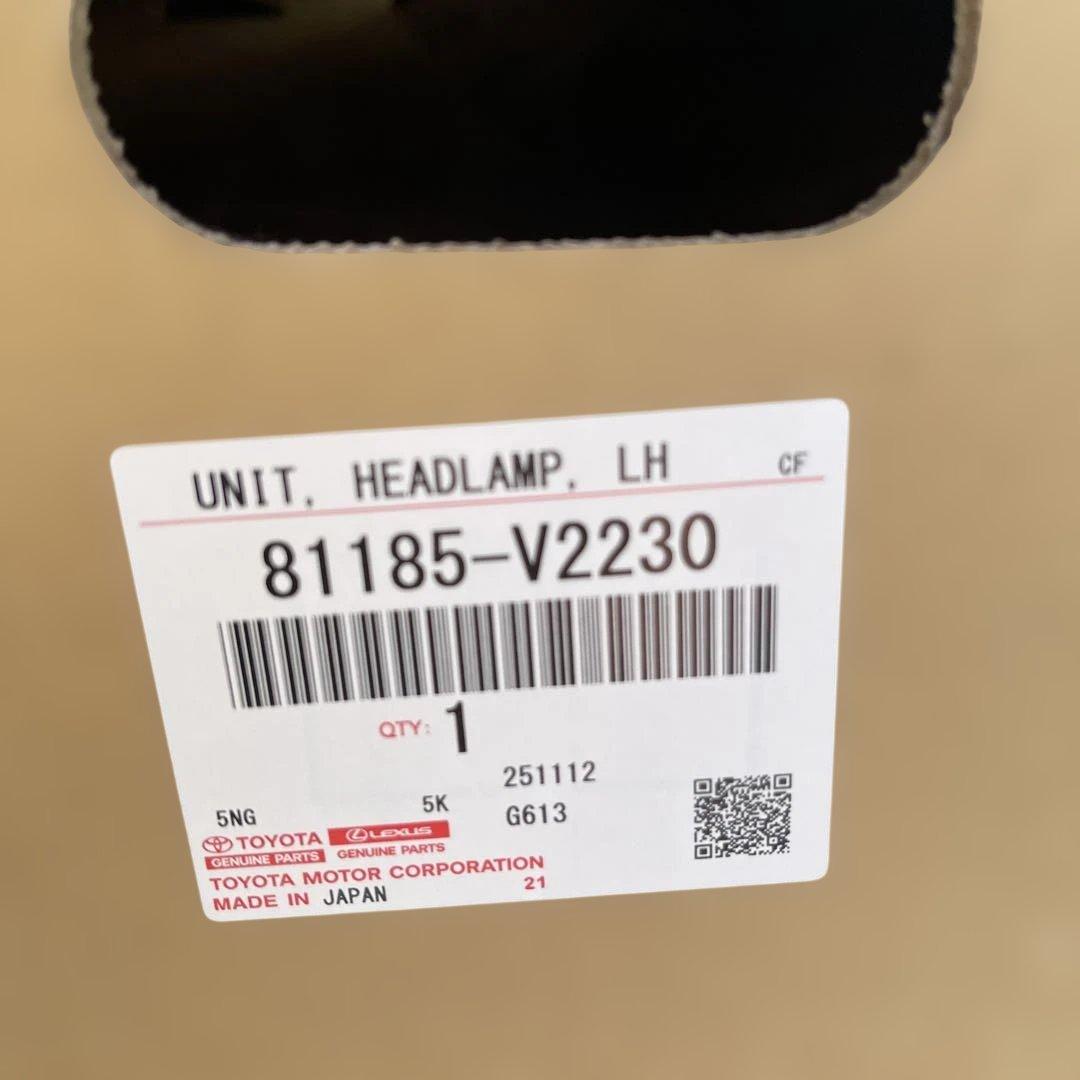 UNIT, HEADLAMP, LH CF
81185-V2230
QTY: 1
251112
5NG 5K G613
TOYOTA LEXUS
GENUINE PARTS GENUINE PARTS
TOYOTA MOTOR CORPORATION
MADE IN JAPAN 21